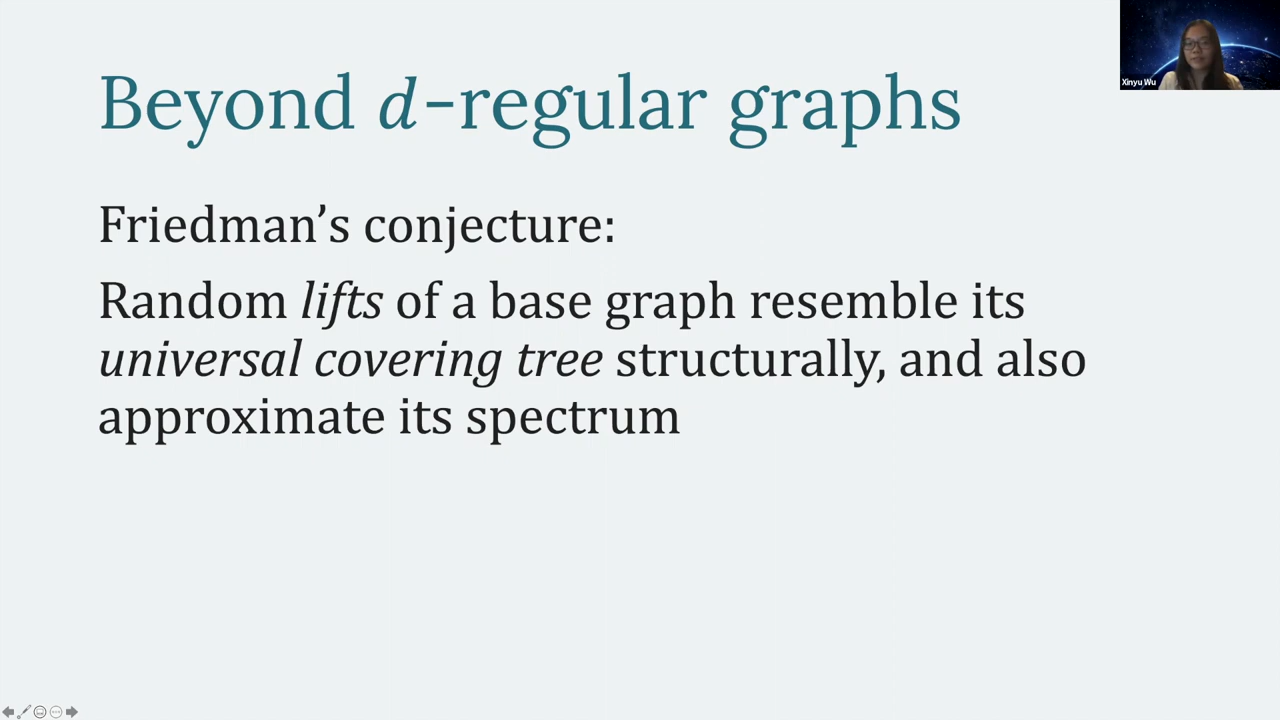 Xinyu Wu
Beyond d-regular graphs
Friedman’s conjecture:
Random lifts of a base graph resemble its
universal covering tree structurally, and also
approximate its spectrum